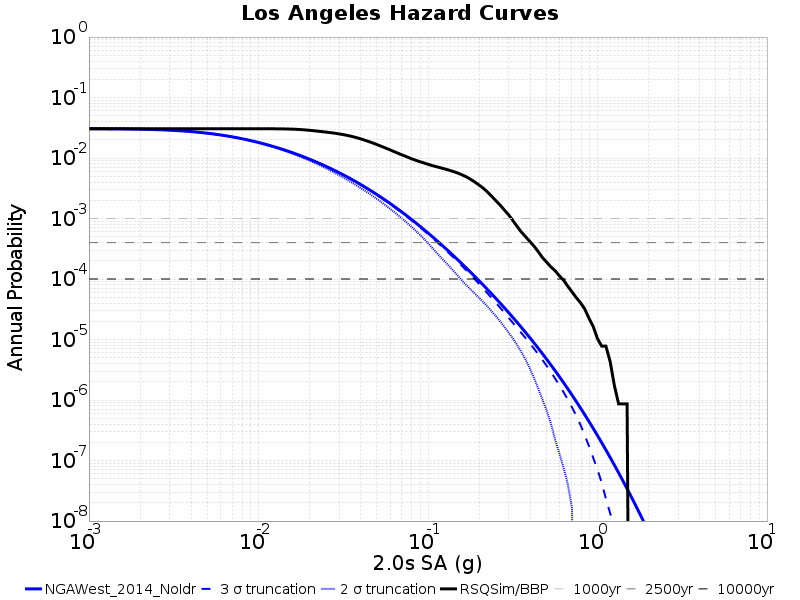 Los Angeles Hazard Curves
Annual Probability
10^0
10^-1
10^-2
10^-3
10^-4
10^-5
10^-6
10^-7
10^-8
10^-3 10^-2 10^-1 10^0 10^1
2.0s SA (g)
NGAWest_2014_NoIdr 3 σ truncation 2 σ truncation RSQSim/BBP 1000yr 2500yr 10000yr